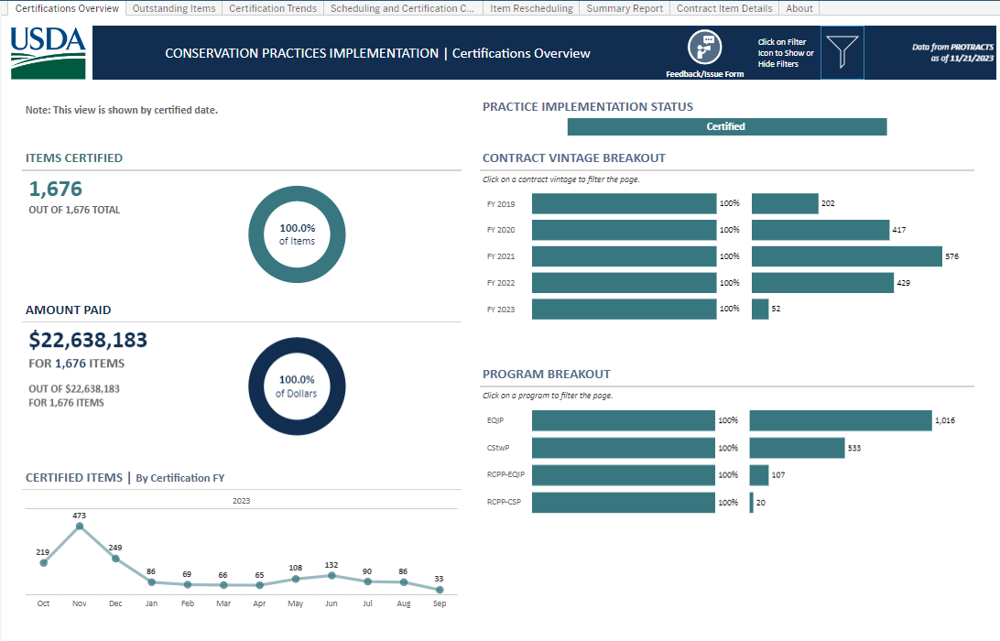 Certifications Overview
Outstanding Items
Certification Trends
Scheduling and Certification C...
Item Rescheduling
Summary Report
Contract Item Details
About
USDA
CONSERVATION PRACTICES IMPLEMENTATION | Certifications Overview
Feedback/Issue Form
Click on Filter
Icon to Show or
Hide Filters
Data from PROTRACTS
as of 11/21/2023
Note: This view is shown by certified date.
ITEMS CERTIFIED
1,676
OUT OF 1,676 TOTAL
100.0%
of Items
AMOUNT PAID
$22,638,183
FOR 1,676 ITEMS
OUT OF $22,638,183
FOR 1,676 ITEMS
100.0%
of Dollars
CERTIFIED ITEMS | By Certification FY
2023
219
473
249
86
69
66
65
108
132
90
86
33
Oct
Nov
Dec
Jan
Feb
Mar
Apr
May
Jun
Jul
Aug
Sep
PRACTICE IMPLEMENTATION STATUS
Certified
CONTRACT VINTAGE BREAKOUT
Click on a contract vintage to filter the page.
FY 2019 100% 202
FY 2020 100% 417
FY 2021 100% 576
FY 2022 100% 429
FY 2023 100% 52
PROGRAM BREAKOUT
Click on a program to filter the page.
EQIP 100% 1,016
CStwP 100% 533
RCPP-EQIP 100% 107
RCPP-CSP 100% 20